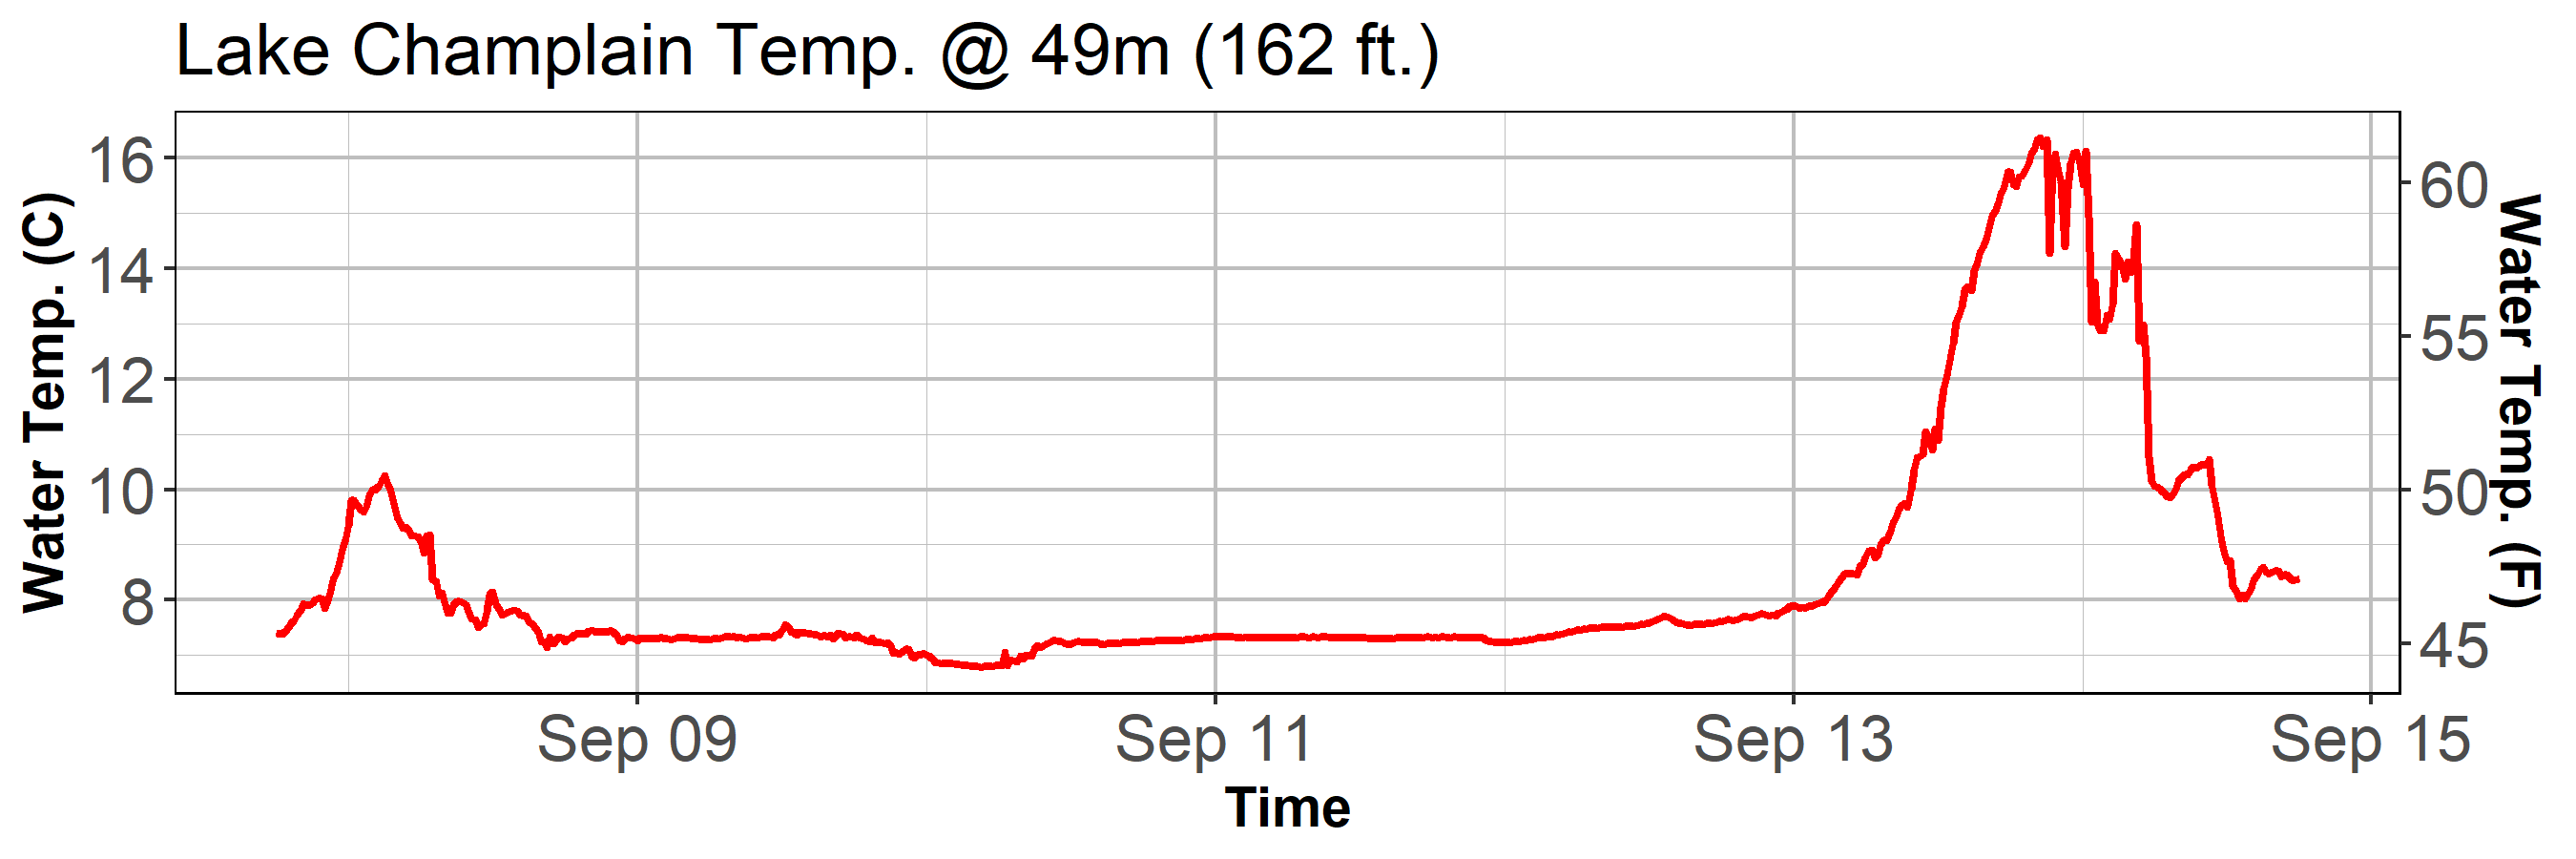 Lake Champlain Temp. @ 49m (162 ft.)
Water Temp. (C)
16
14
12
10
8
60
55
50
45
Water Temp. (F)
Sep 09
Sep 11
Sep 13
Sep 15
Time